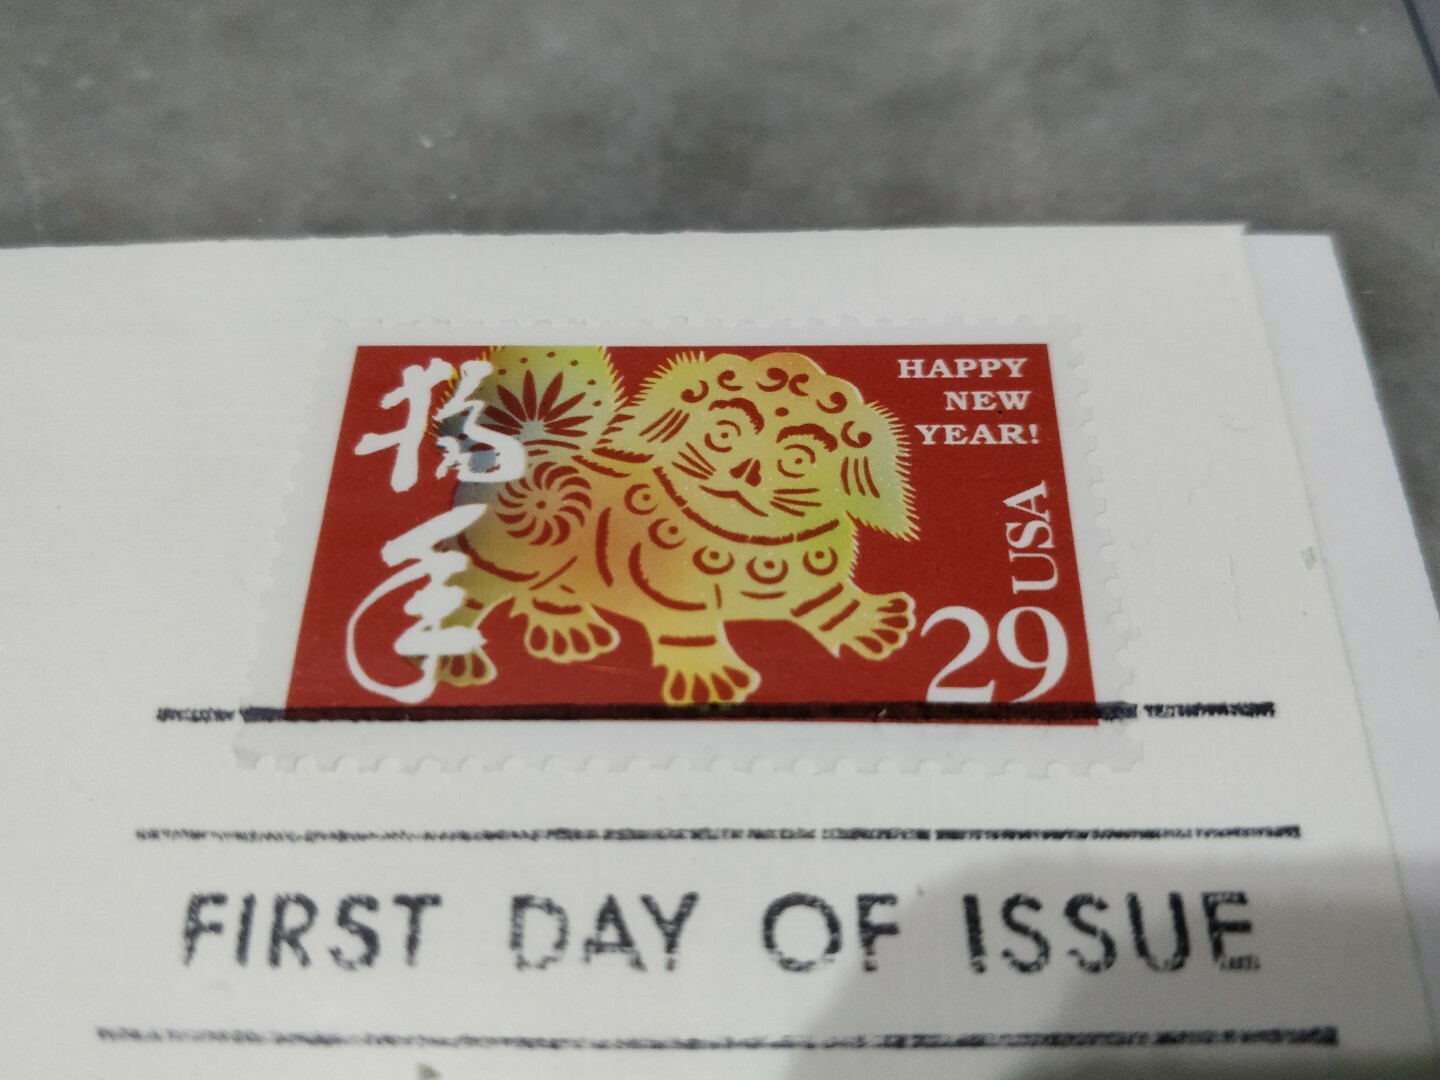 狗年
HAPPY
NEW
YEAR!
USA
29
FIRST DAY OF ISSUE